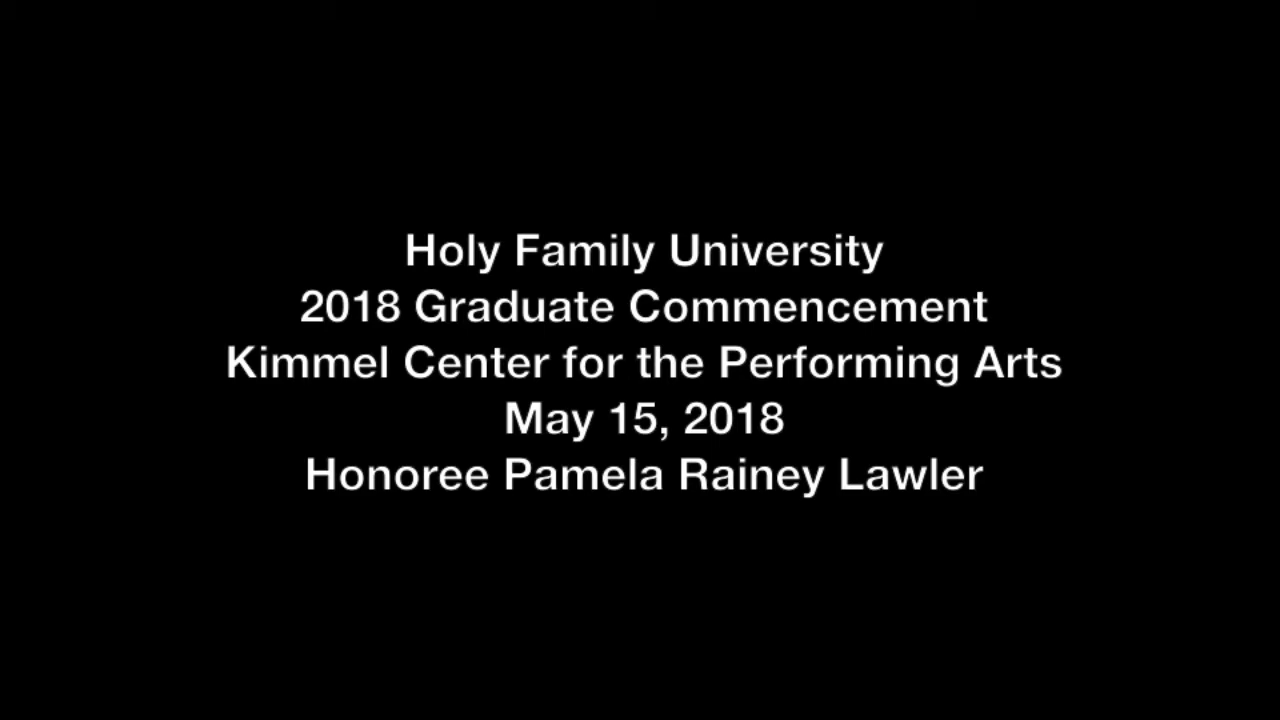 Holy Family University
2018 Graduate Commencement
Kimmel Center for the Performing Arts
May 15, 2018
Honoree Pamela Rainey Lawler